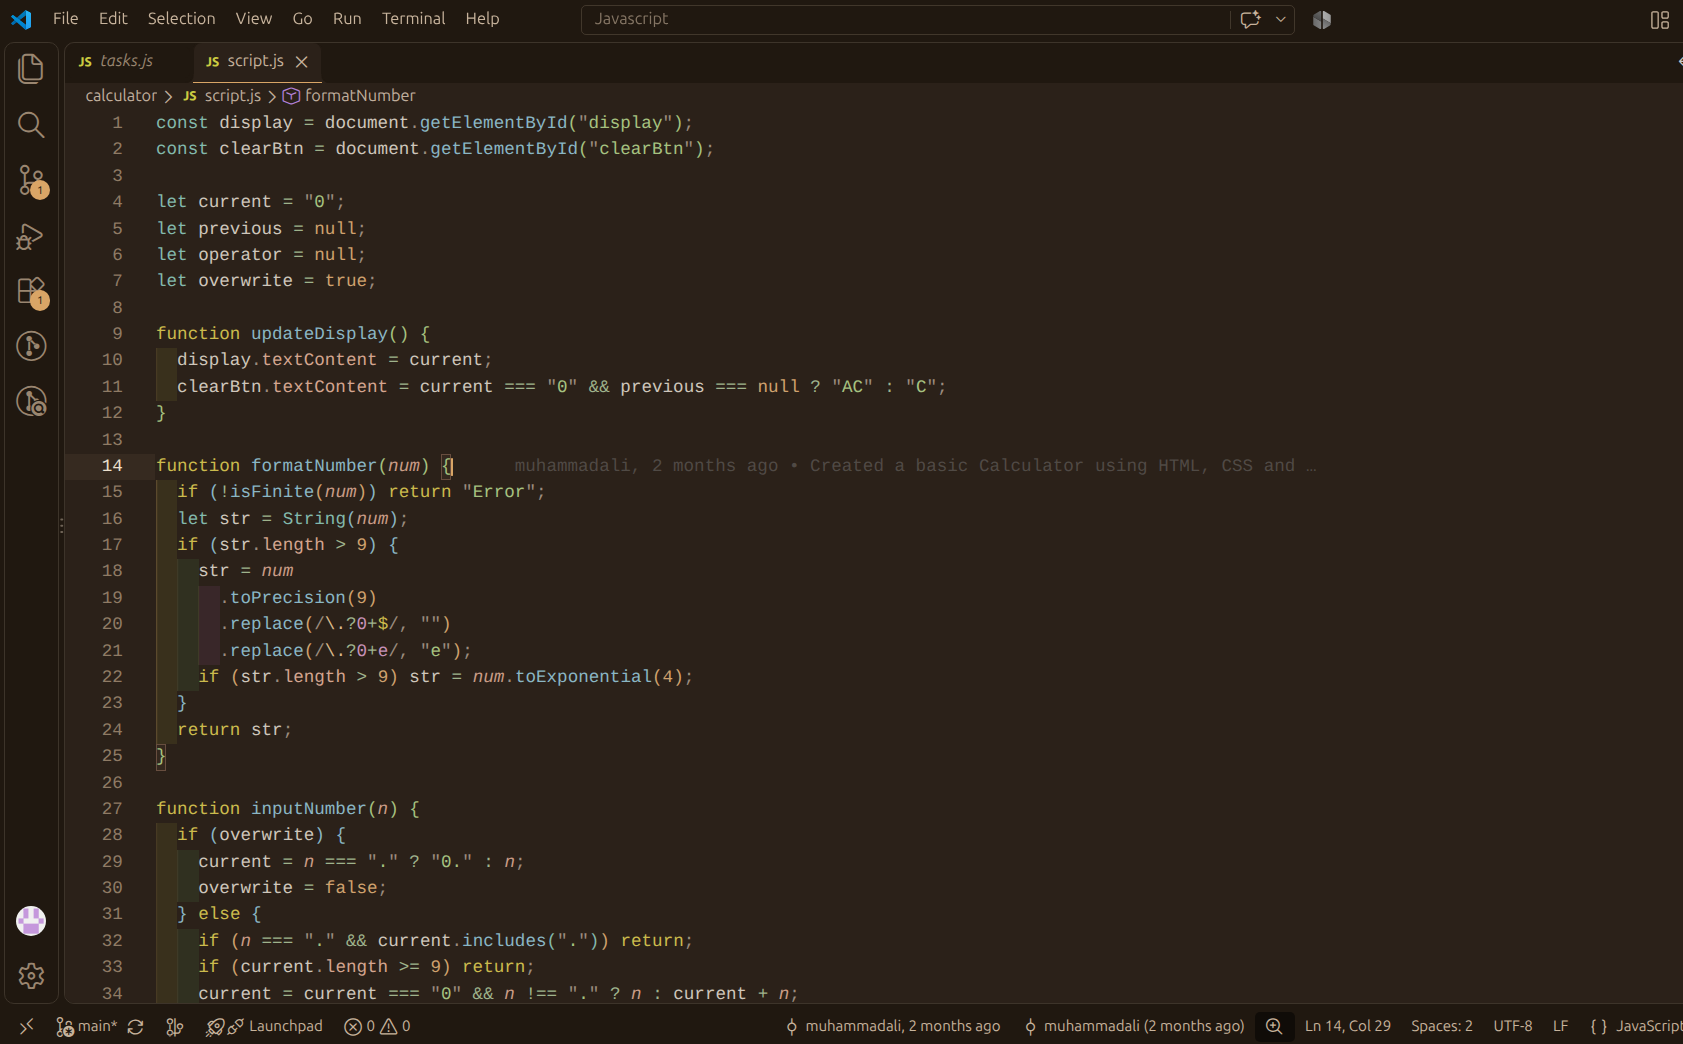 File Edit Selection View Go Run Terminal Help Javascript
JS tasks.js JS script.js
calculator > JS script.js > formatNumber
1 const display = document.getElementById("display");
2 const clearBtn = document.getElementById("clearBtn");
3
4 let current = "0";
5 let previous = null;
6 let operator = null;
7 let overwrite = true;
8
9 function updateDisplay() {
10 display.textContent = current;
11 clearBtn.textContent = current === "0" && previous === null ? "AC" : "C";
12 }
13
14 function formatNumber(num) { muhammadali, 2 months ago • Created a basic Calculator using HTML, CSS and …
15 if (!isFinite(num)) return "Error";
16 let str = String(num);
17 if (str.length > 9) {
18 str = num
19 .toPrecision(9)
20 .replace(/\.?0+$/, "")
21 .replace(/\.?0+e/, "e");
22 if (str.length > 9) str = num.toExponential(4);
23 }
24 return str;
25 }
26
27 function inputNumber(n) {
28 if (overwrite) {
29 current = n === "." ? "0." : n;
30 overwrite = false;
31 } else {
32 if (n === "." && current.includes(".")) return;
33 if (current.length >= 9) return;
34 current = current === "0" && n !== "." ? n : current + n;
1
1
main* Launchpad 0 0 muhammadali, 2 months ago muhammadali (2 months ago) Ln 14, Col 29 Spaces: 2 UTF-8 LF { } JavaScript